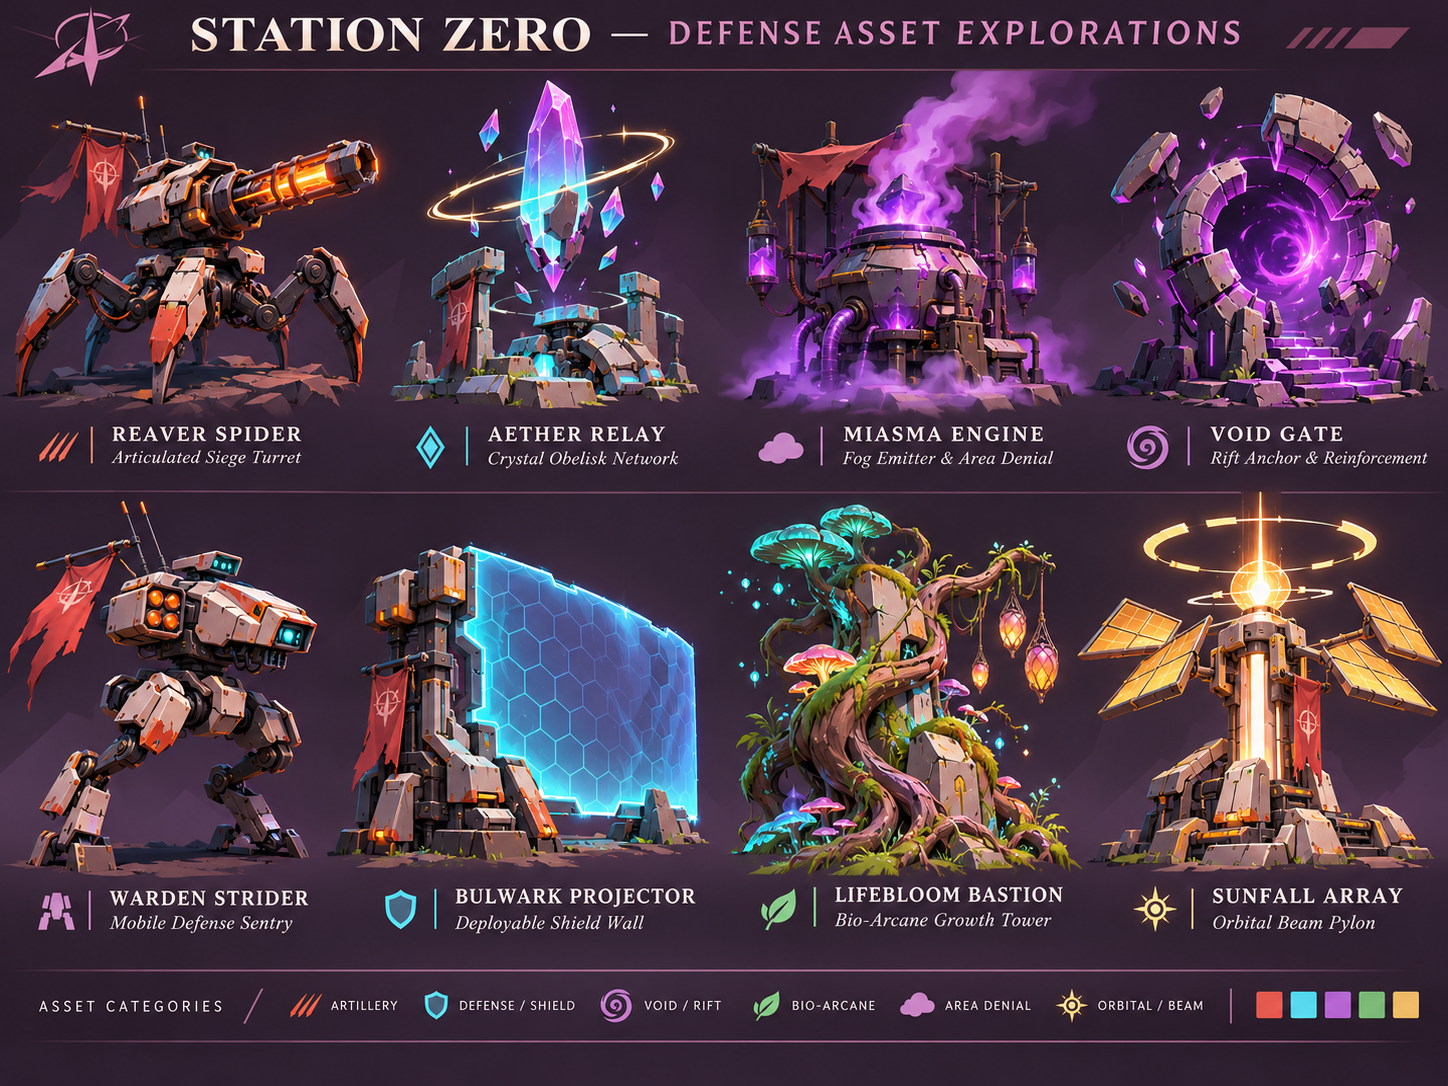 STATION ZERO — DEFENSE ASSET EXPLORATIONS
REAVER SPIDER
Articulated Siege Turret
AETHER RELAY
Crystal Obelisk Network
MIASMA ENGINE
Fog Emitter & Area Denial
VOID GATE
Rift Anchor & Reinforcement
WARDEN STRIDER
Mobile Defense Sentry
BULWARK PROJECTOR
Deployable Shield Wall
LIFEBLOOM BASTION
Bio-Arcane Growth Tower
SUNFALL ARRAY
Orbital Beam Pylon
ASSET CATEGORIES
ARTILLERY
DEFENSE / SHIELD
VOID / RIFT
BIO-ARCANE
AREA DENIAL
ORBITAL / BEAM